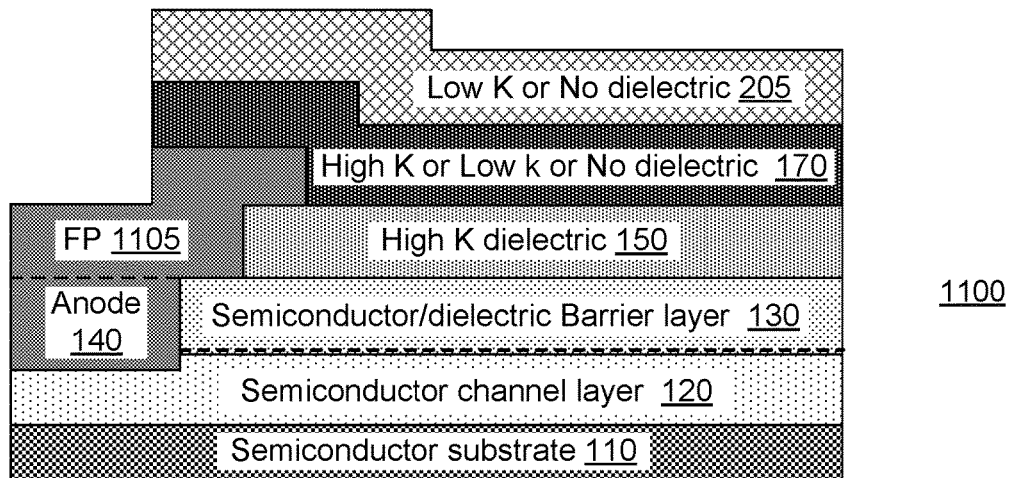 Low K or No dielectric 205
High K or Low k or No dielectric 170
FP 1105
High K dielectric 150
Anode
140
Semiconductor/dielectric Barrier layer 130
1100
Semiconductor channel layer 120
Semiconductor substrate 110